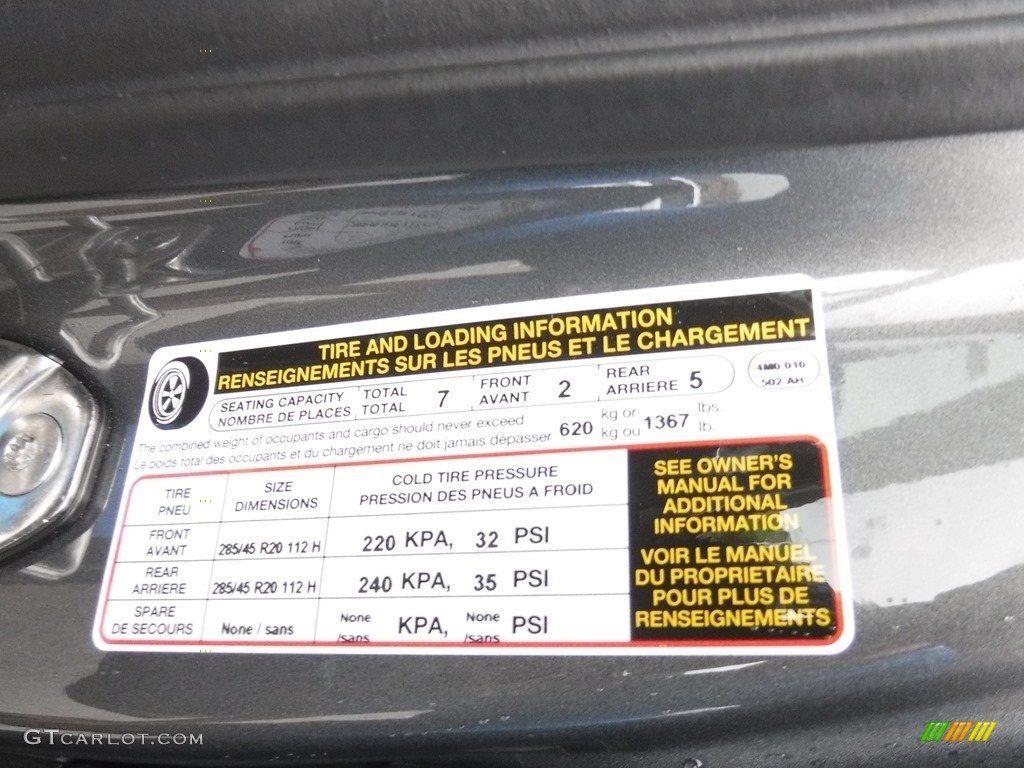 TIRE AND LOADING INFORMATION
RENSEIGNEMENTS SUR LES PNEUS ET LE CHARGEMENT
SEATING CAPACITY TOTAL 7 FRONT 2 REAR 5
NOMBRE DE PLACES TOTAL AVANT ARRIERE
4M0 010
502 AH
The combined weight of occupants and cargo should never exceed 620 kg or 1367 lbs
Le poids total des occupants et du chargement ne doit jamais dépasser kg ou lb.
TIRE SIZE COLD TIRE PRESSURE
PNEU DIMENSIONS PRESSION DES PNEUS A FROID
FRONT
AVANT 285/45 R20 112 H 220 KPA, 32 PSI
REAR
ARRIERE 285/45 R20 112 H 240 KPA, 35 PSI
SPARE None None
DE SECOURS None / sans /sans KPA, /sans PSI
SEE OWNER'S
MANUAL FOR
ADDITIONAL
INFORMATION
VOIR LE MANUEL
DU PROPRIETAIRE
POUR PLUS DE
RENSEIGNEMENTS
GTCARLOT.COM